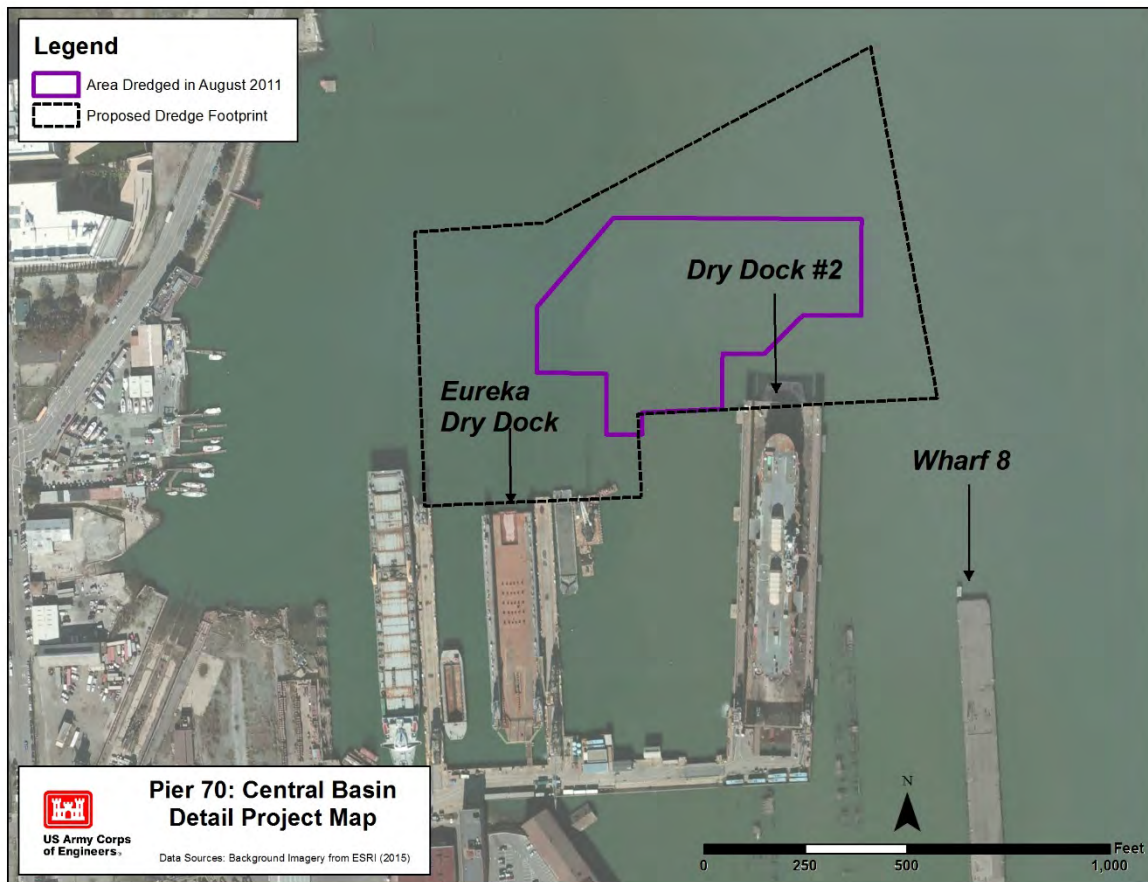 Legend
Area Dredged in August 2011
Proposed Dredge Footprint
Dry Dock #2
Eureka
Dry Dock
Wharf 8
Pier 70: Central Basin
Detail Project Map
US Army Corps
of Engineers®
Data Sources: Background Imagery from ESRI (2015)
N
Feet
0 250 500 1,000